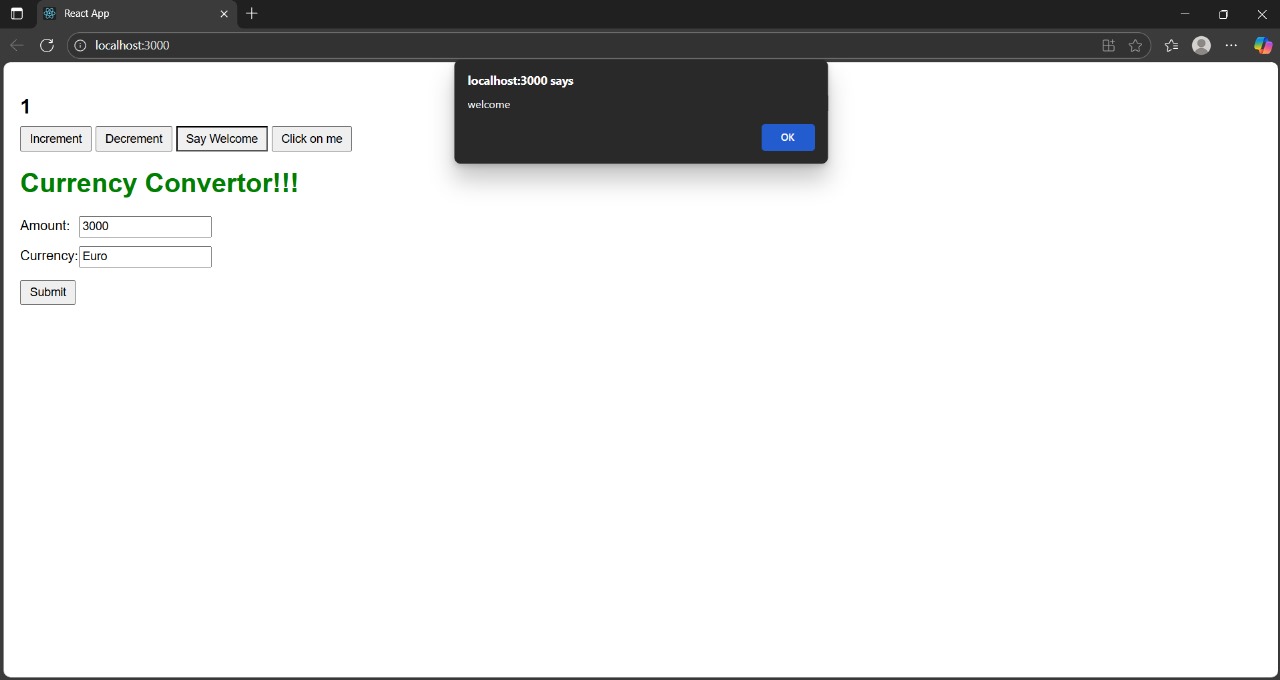 React App
localhost:3000
localhost:3000 says
welcome
OK
1
Increment Decrement Say Welcome Click on me
Currency Convertor!!!
Amount: 3000
Currency: Euro
Submit